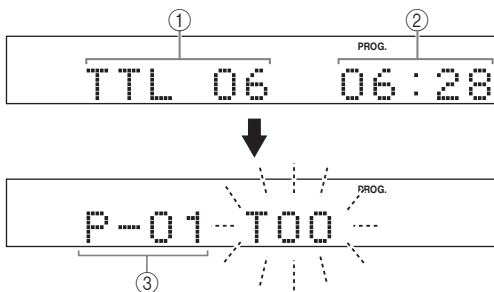 ① ②
PROG.
TTL 06 06:28
PROG.
P-01 T00
③